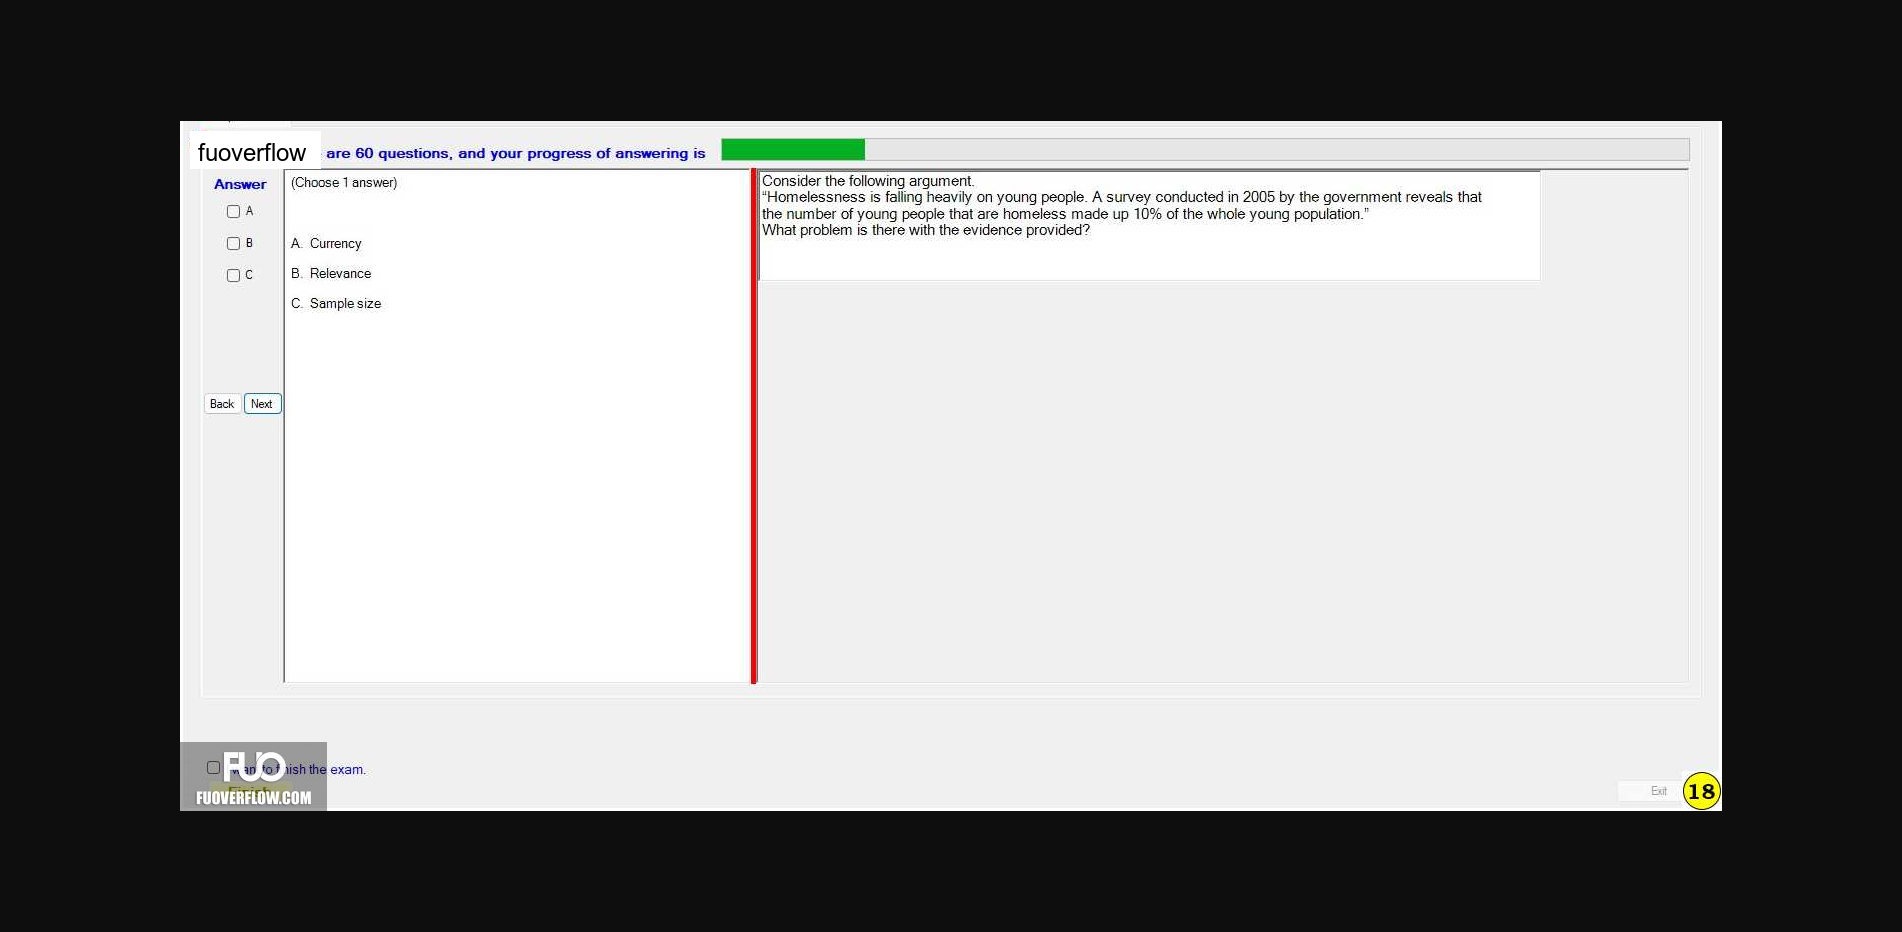 fuoverflow are 60 questions, and your progress of answering is
Answer
A
B
C
Back Next
(Choose 1 answer)
A. Currency
B. Relevance
C. Sample size
Consider the following argument.
“Homelessness is falling heavily on young people. A survey conducted in 2005 by the government reveals that
the number of young people that are homeless made up 10% of the whole young population.”
What problem is there with the evidence provided?
FUO
to finish the exam.
Finish
FUOVERFLOW.COM
Exit
18